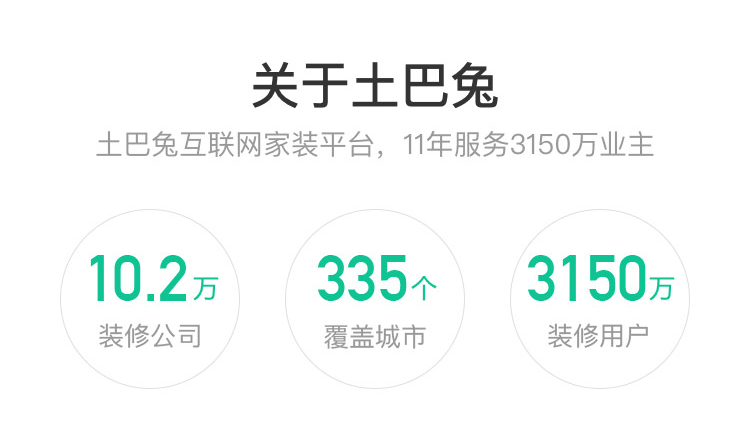 关于土巴兔
土巴兔互联网家装平台，11年服务3150万业主
10.2万
装修公司
335个
覆盖城市
3150万
装修用户